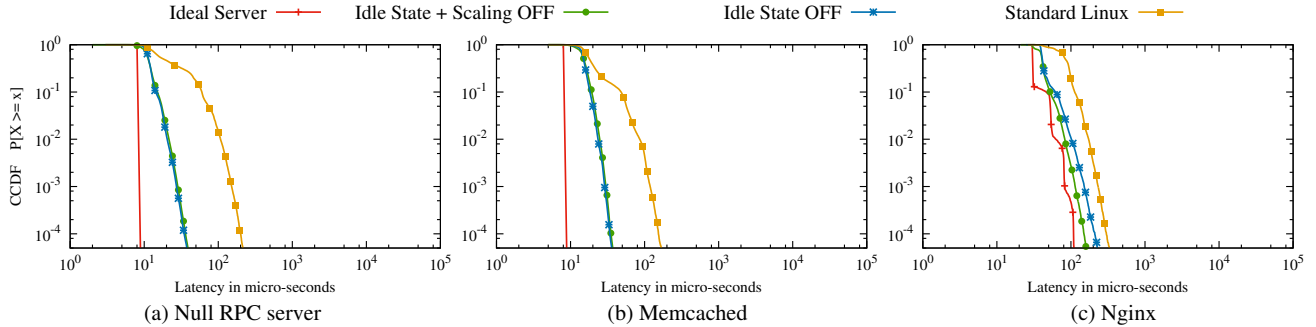 Ideal Server Idle State + Scaling OFF Idle State OFF Standard Linux
CCDF P[X >= x]
10^0
10^-1
10^-2
10^-3
10^-4
10^0 10^1 10^2 10^3 10^4 10^5
Latency in micro-seconds
(a) Null RPC server
10^0
10^-1
10^-2
10^-3
10^-4
10^0 10^1 10^2 10^3 10^4 10^5
Latency in micro-seconds
(b) Memcached
10^0
10^-1
10^-2
10^-3
10^-4
10^0 10^1 10^2 10^3 10^4 10^5
Latency in micro-seconds
(c) Nginx